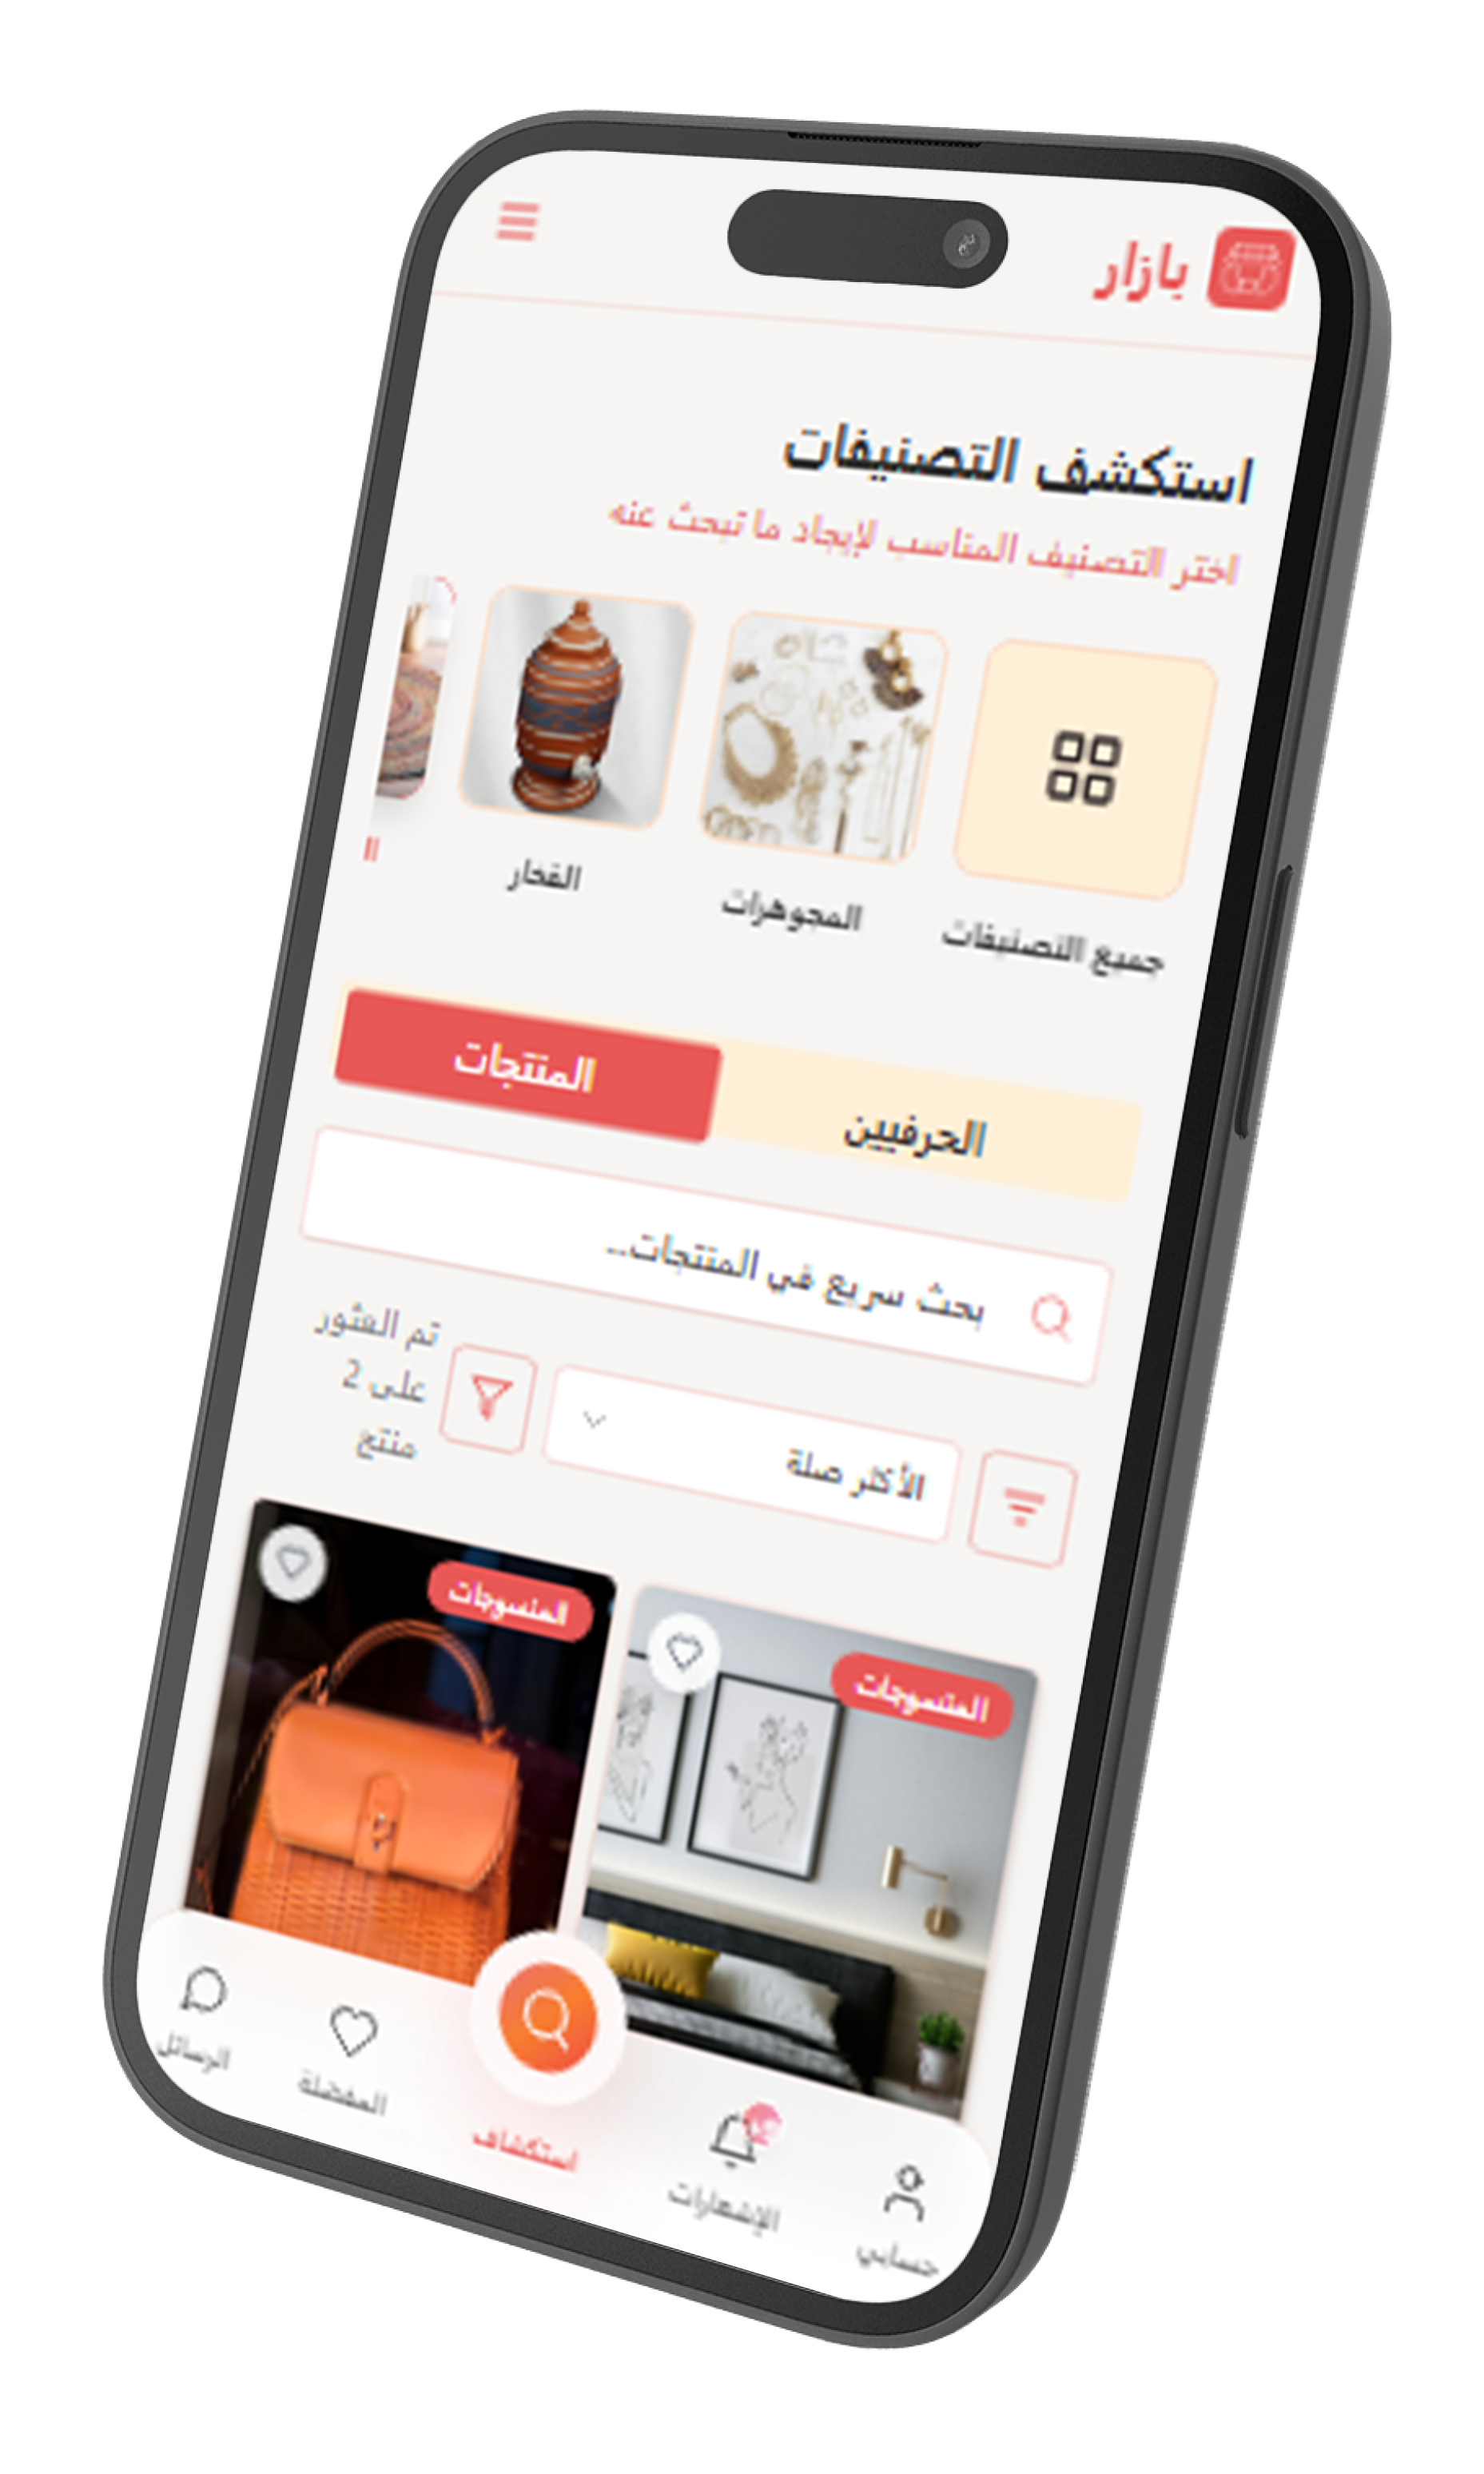 بازار
استكشف التصنيفات
اختر التصنيف المناسب لإيجاد ما تبحث عنه
جميع التصنيفات
المجوهرات
الفخار
ال
الحرفيين
المنتجات
بحث سريع في المنتجات...
الأكثر صلة
تم العثور
على 2
منتج
المنسوجات
المنسوجات
حسابي
الإشعارات
استكشاف
المفضلة
الرسائل